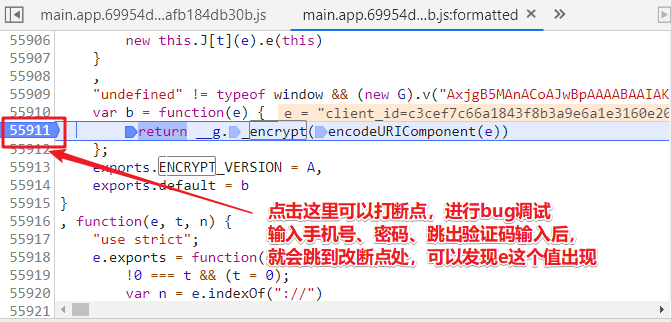 main.app.69954d...afb184db30b.js main.app.69954d...b.js:formatted ×
55906 new this.J[t](e).e(this)
55907 }
55908 ,
55909 "undefined" != typeof window && (new G).v("AxjgB5MAnACoAJwBpAAAABAAIAK
55910 var b = function(e) { e = "client_id=c3cef7c66a1843f8b3a9e6a1e3160e20
55911 return __g._encrypt(encodeURIComponent(e))
55912 };
55913 exports.ENCRYPT_VERSION = A,
55914 exports.default = b
55915 }
55916 , function(e, t, n) {
55917 "use strict";
55918 e.exports = function(
55919 !0 === t && (t = 0);
55920 var n = e.indexOf("://")
55921
点击这里可以打断点，进行bug调试
输入手机号、密码、跳出验证码输入后，
就会跳到改断点处，可以发现e这个值出现